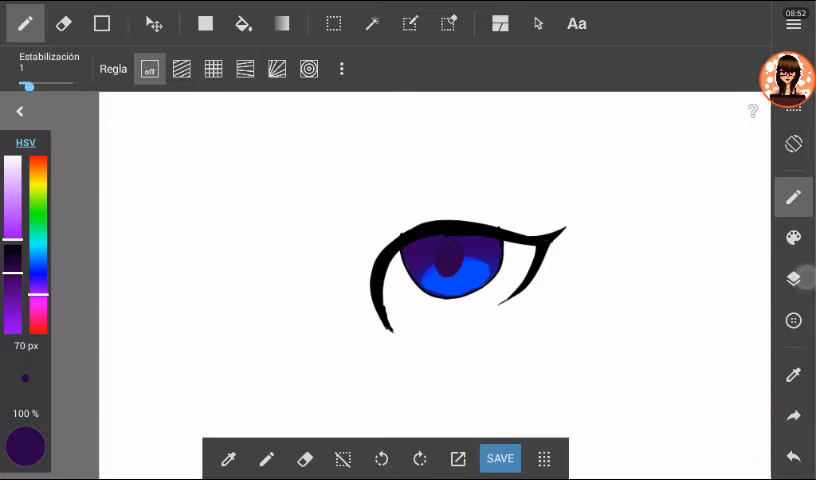 Aa
08:52
Estabilización
1
Regla
off
HSV
70 px
100 %
SAVE